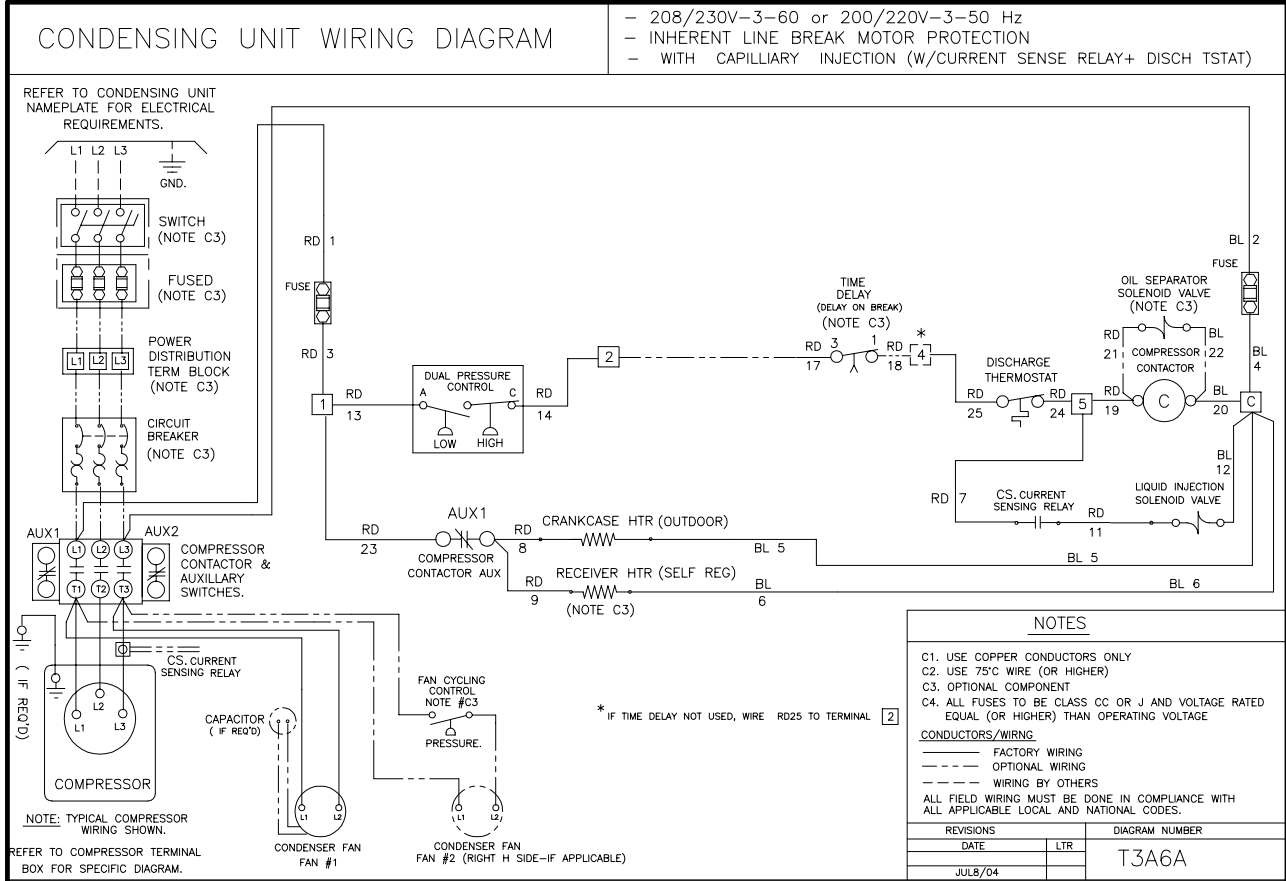 CONDENSING UNIT WIRING DIAGRAM
- 208/230V-3-60 or 200/220V-3-50 Hz
- INHERENT LINE BREAK MOTOR PROTECTION
- WITH CAPILLIARY INJECTION (W/CURRENT SENSE RELAY+ DISCH TSTAT)
REFER TO CONDENSING UNIT
NAMEPLATE FOR ELECTRICAL
REQUIREMENTS.
L1 L2 L3
GND.
SWITCH
(NOTE C3)
FUSED
(NOTE C3)
L1 L2 L3
POWER
DISTRIBUTION
TERM BLOCK
(NOTE C3)
CIRCUIT
BREAKER
(NOTE C3)
AUX1
AUX2
L1 L2 L3
T1 T2 T3
COMPRESSOR
CONTACTOR &
AUXILLARY
SWITCHES.
( IF REQ'D)
CS. CURRENT
SENSING RELAY
L1 L2 L3
COMPRESSOR
NOTE: TYPICAL COMPRESSOR
WIRING SHOWN.
REFER TO COMPRESSOR TERMINAL
BOX FOR SPECIFIC DIAGRAM.
RD 1
FUSE
RD 3
1
RD
13
DUAL PRESSURE
CONTROL
A C
LOW HIGH
RD
14
2
TIME
DELAY
(DELAY ON BREAK)
(NOTE C3)
RD
17
3 1
RD
18
*
4
DISCHARGE
THERMOSTAT
RD
25
RD
24
5
RD
19
OIL SEPARATOR
SOLENOID VALVE
(NOTE C3)
RD
21
BL
22
COMPRESSOR
CONTACTOR
C
BL
20
C
BL 2
FUSE
BL
4
BL
12
RD 7
CS. CURRENT
SENSING RELAY
RD
11
LIQUID INJECTION
SOLENOID VALVE
RD
23
AUX1
COMPRESSOR
CONTACTOR AUX
RD
8
CRANKCASE HTR (OUTDOOR)
BL 5
BL 5
RD
9
RECEIVER HTR (SELF REG)
(NOTE C3)
BL
6
BL 6
CAPACITOR
( IF REQ'D)
L1 L2
CONDENSER FAN
FAN #1
FAN CYCLING
CONTROL
NOTE #C3
PRESSURE.
L1 L2
CONDENSER FAN
FAN #2 (RIGHT H SIDE-IF APPLICABLE)
* IF TIME DELAY NOT USED, WIRE RD25 TO TERMINAL 2
NOTES
C1. USE COPPER CONDUCTORS ONLY
C2. USE 75°C WIRE (OR HIGHER)
C3. OPTIONAL COMPONENT
C4. ALL FUSES TO BE CLASS CC OR J AND VOLTAGE RATED
EQUAL (OR HIGHER) THAN OPERATING VOLTAGE
CONDUCTORS/WIRNG
FACTORY WIRING
OPTIONAL WIRING
WIRING BY OTHERS
ALL FIELD WIRING MUST BE DONE IN COMPLIANCE WITH
ALL APPLICABLE LOCAL AND NATIONAL CODES.
REVISIONS
DIAGRAM NUMBER
DATE LTR
T3A6A
JUL8/04